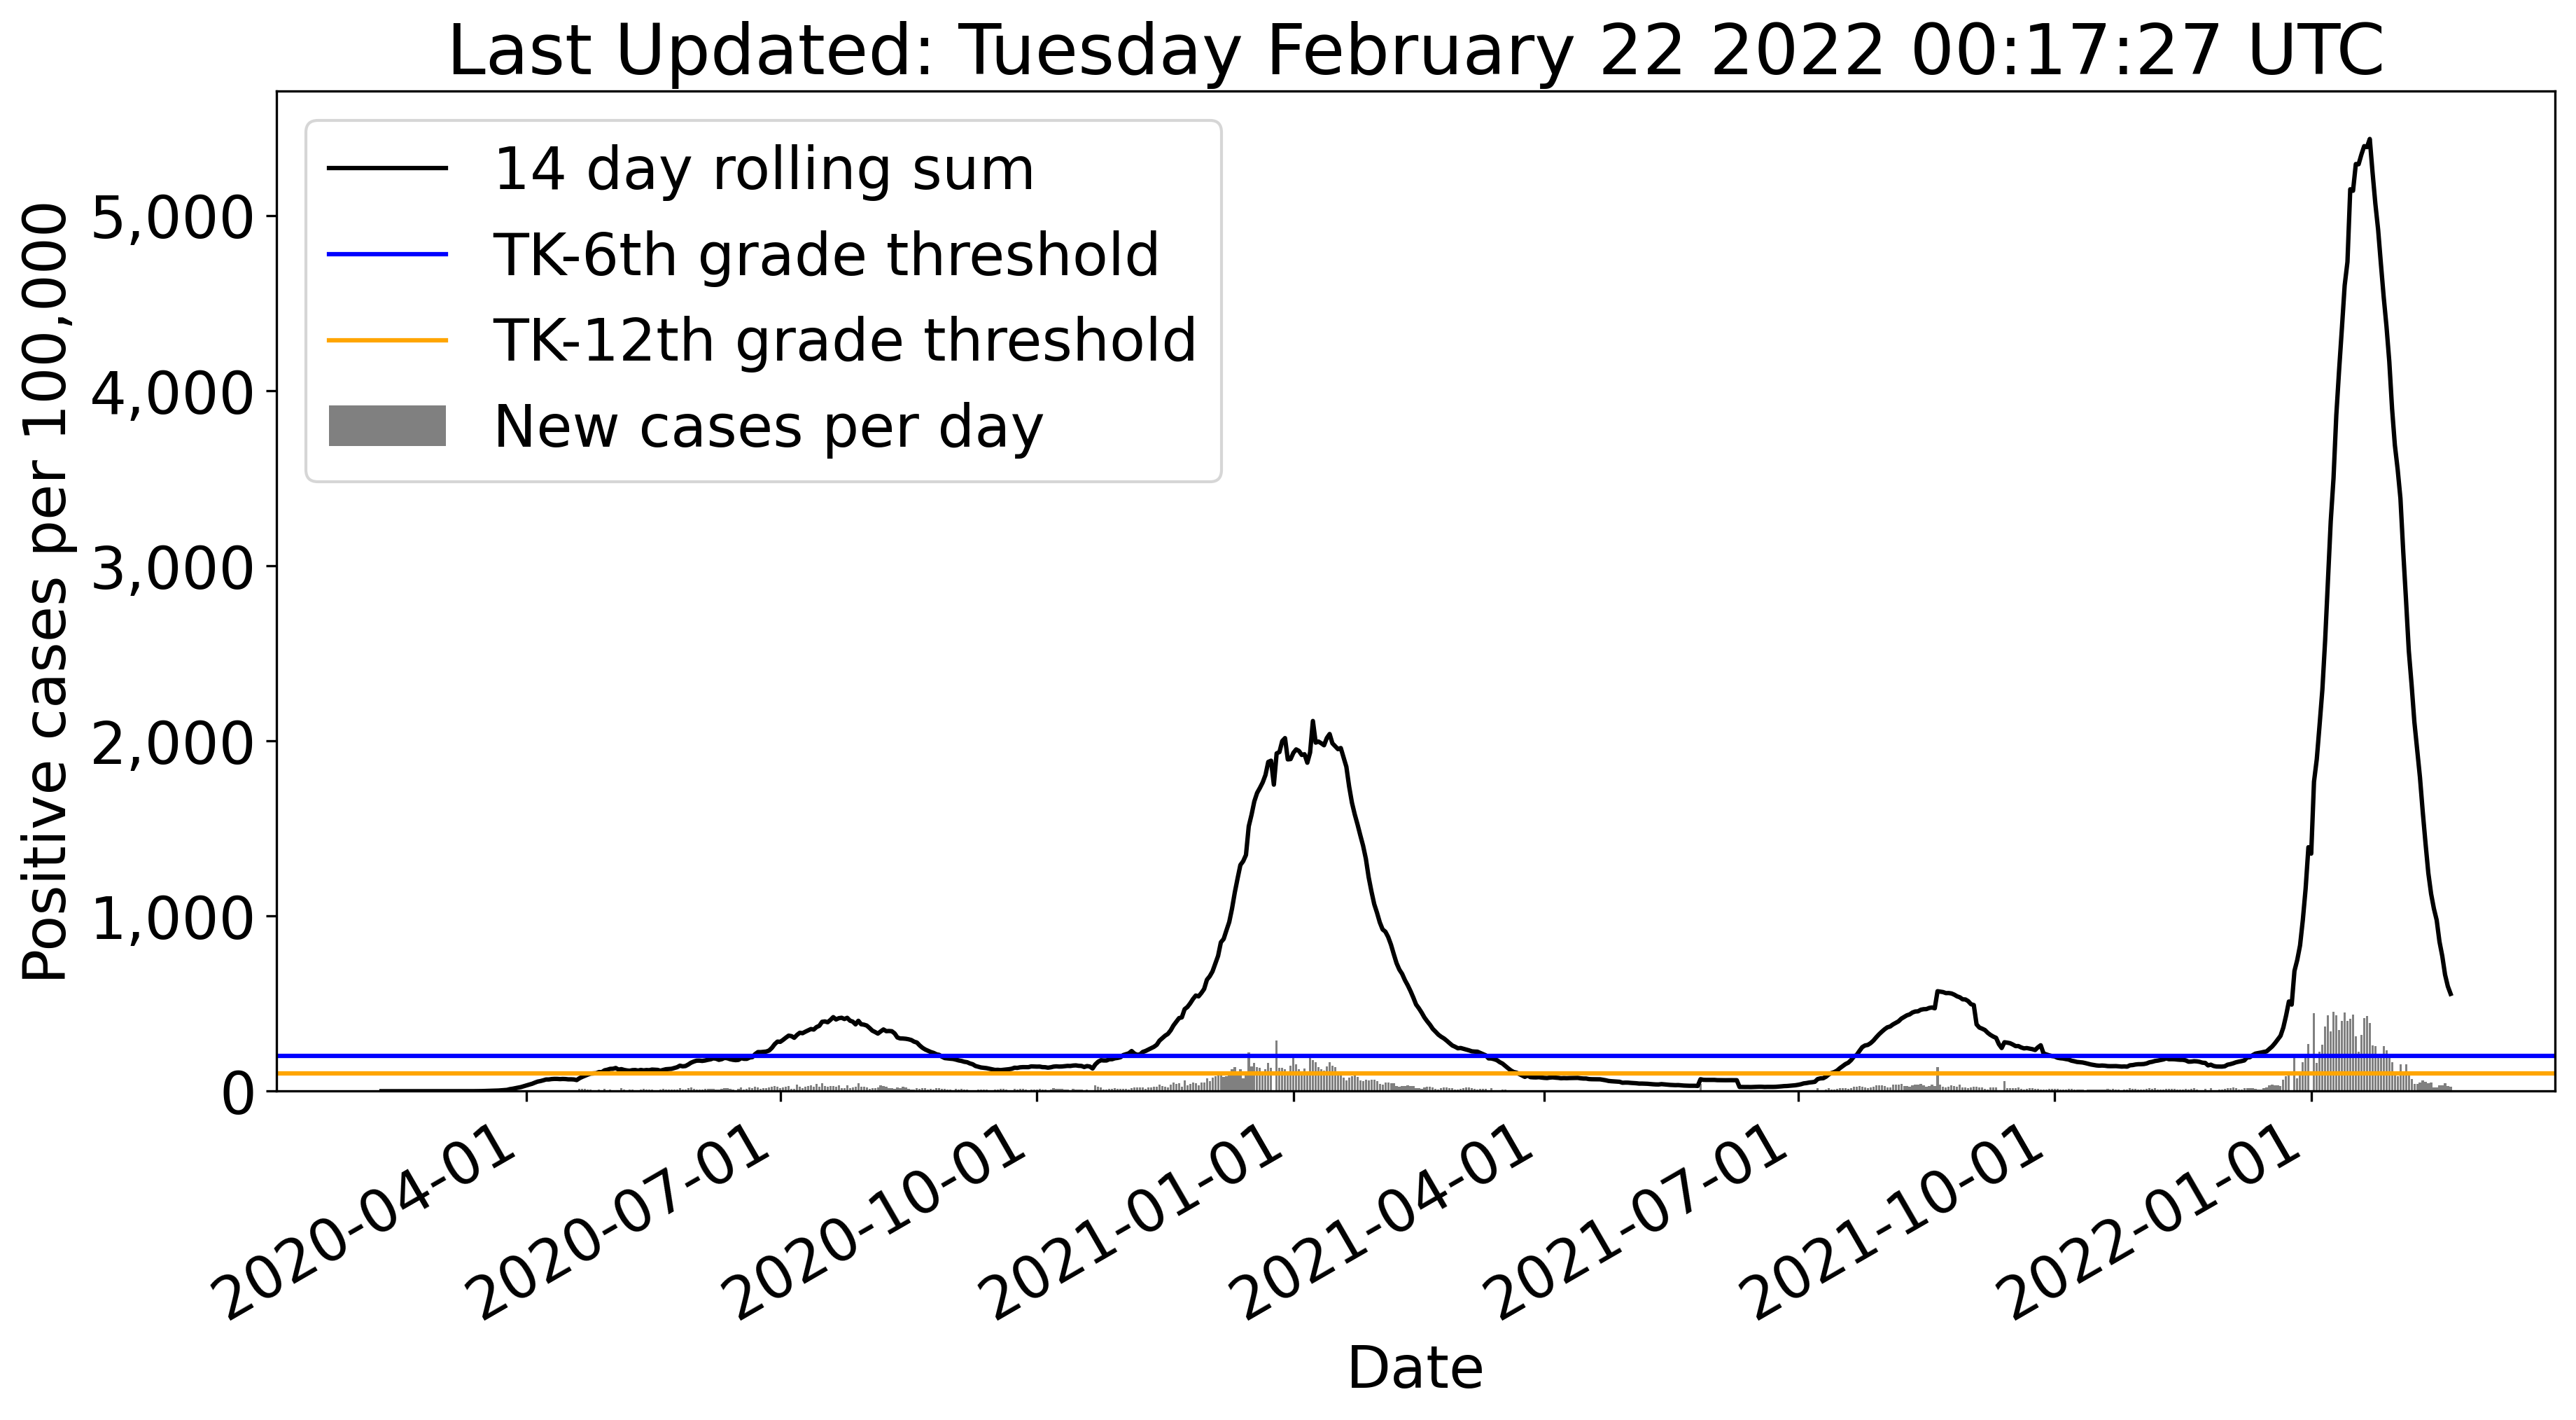 Last Updated: Tuesday February 22 2022 00:17:27 UTC
14 day rolling sum
TK-6th grade threshold
TK-12th grade threshold
New cases per day
Positive cases per 100,000
5,000
4,000
3,000
2,000
1,000
0
2020-04-01
2020-07-01
2020-10-01
2021-01-01
2021-04-01
2021-07-01
2021-10-01
2022-01-01
Date